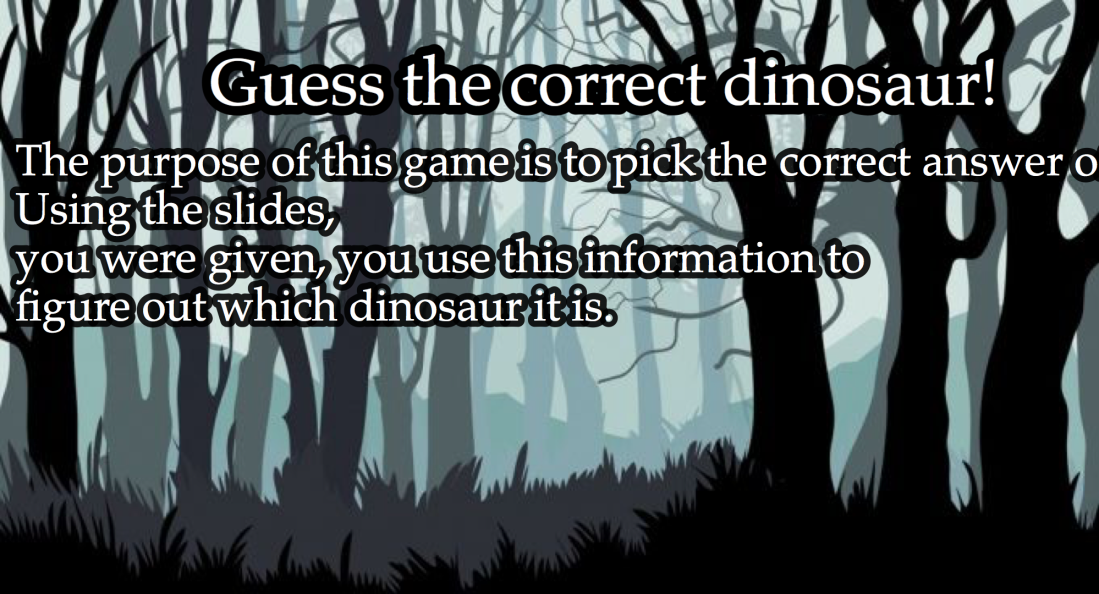 Guess the correct dinosaur!
The purpose of this game is to pick the correct answer
Using the slides,
you were given, you use this information to
figure out which dinosaur it is.